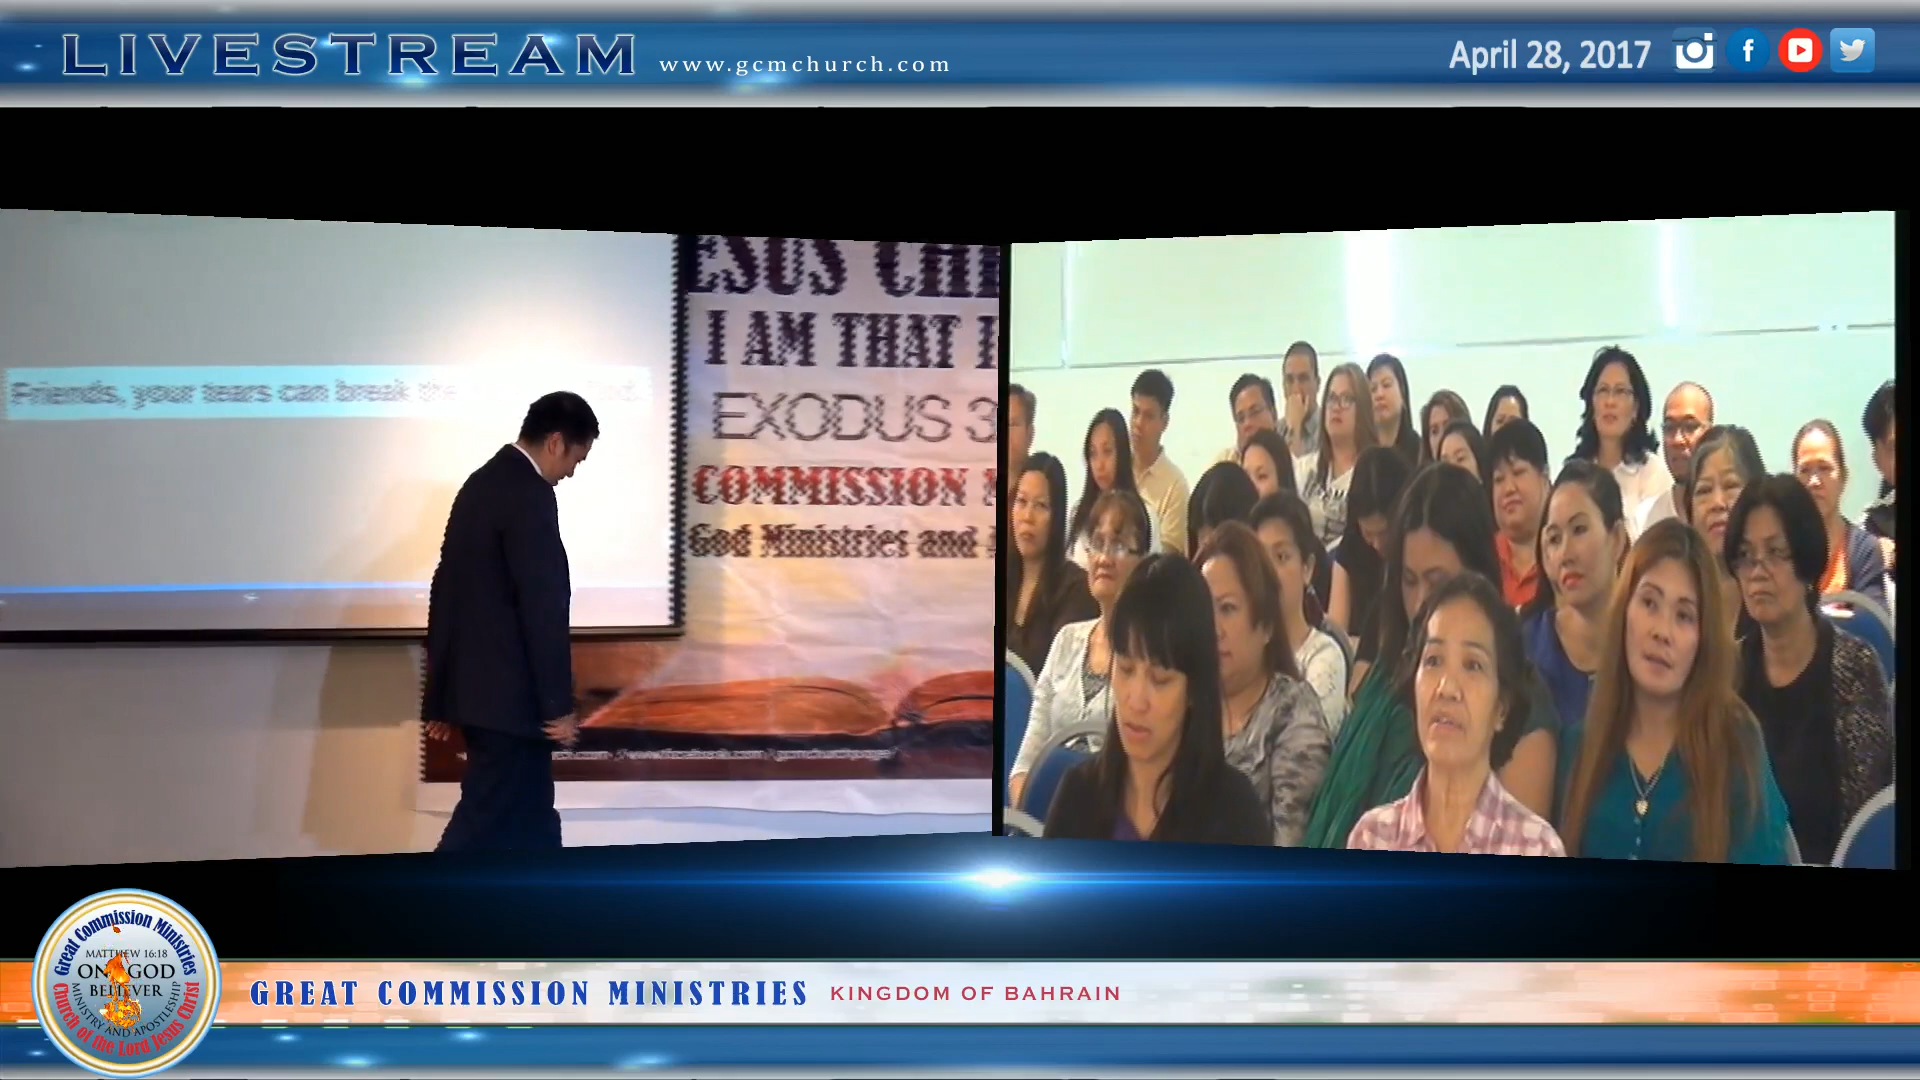 LIVESTREAM www.gcmchurch.com
April 28, 2017
Friends, your tears can break the
ESUS CH
I AM THAT I
EXODUS 3
COMMISSION M
God Ministries and
Great Commission Ministries
MATTHEW 16:18
ON GOD
BELIEVER
MINISTRY AND APOSTLESHIP
Church of the Lord Jesus Christ
GREAT COMMISSION MINISTRIES KINGDOM OF BAHRAIN